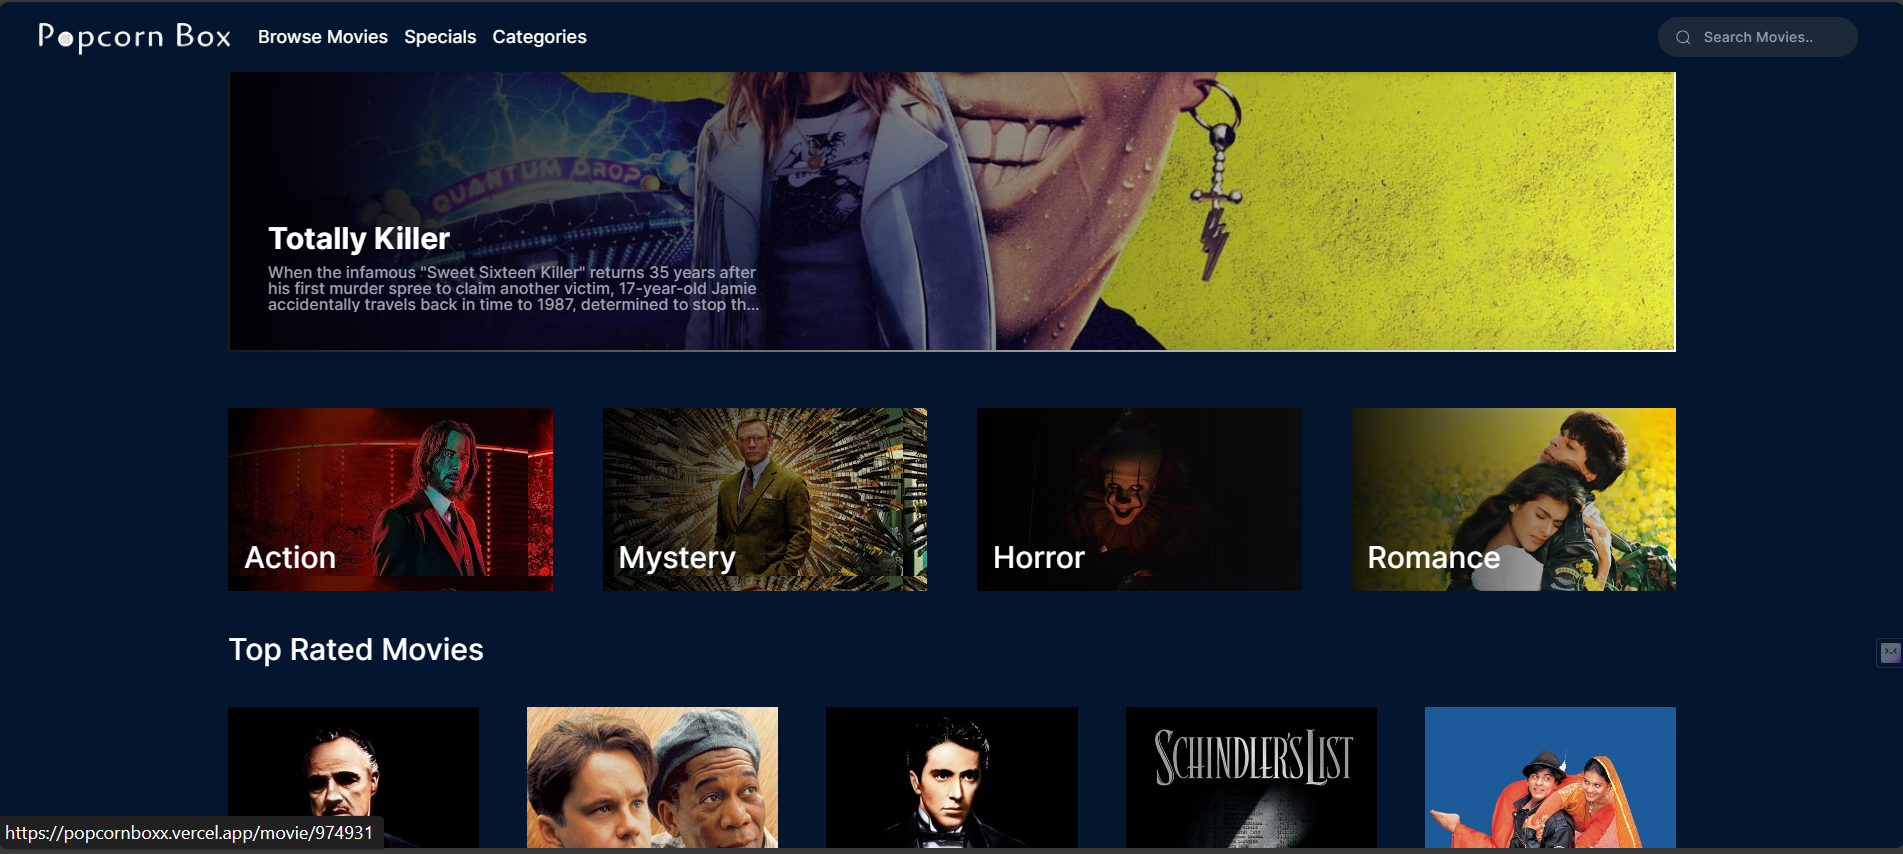 Popcorn Box
Browse Movies
Specials
Categories
Search Movies..
QUANTUM DROP
Totally Killer
When the infamous "Sweet Sixteen Killer" returns 35 years after
his first murder spree to claim another victim, 17-year-old Jamie
accidentally travels back in time to 1987, determined to stop th...
Action
Mystery
Horror
Romance
Top Rated Movies
SCHINDLER'S LIST
https://popcornboxx.vercel.app/movie/974931